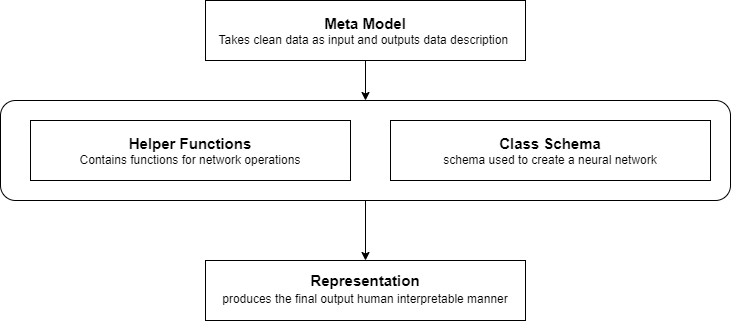 Meta Model
Takes clean data as input and outputs data description
Helper Functions
Contains functions for network operations
Class Schema
schema used to create a neural network
Representation
produces the final output human interpretable manner